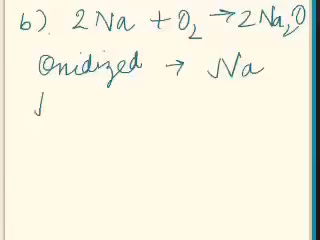 b). 2Na + O₂ → 2Na₂O
Oxidized → Na